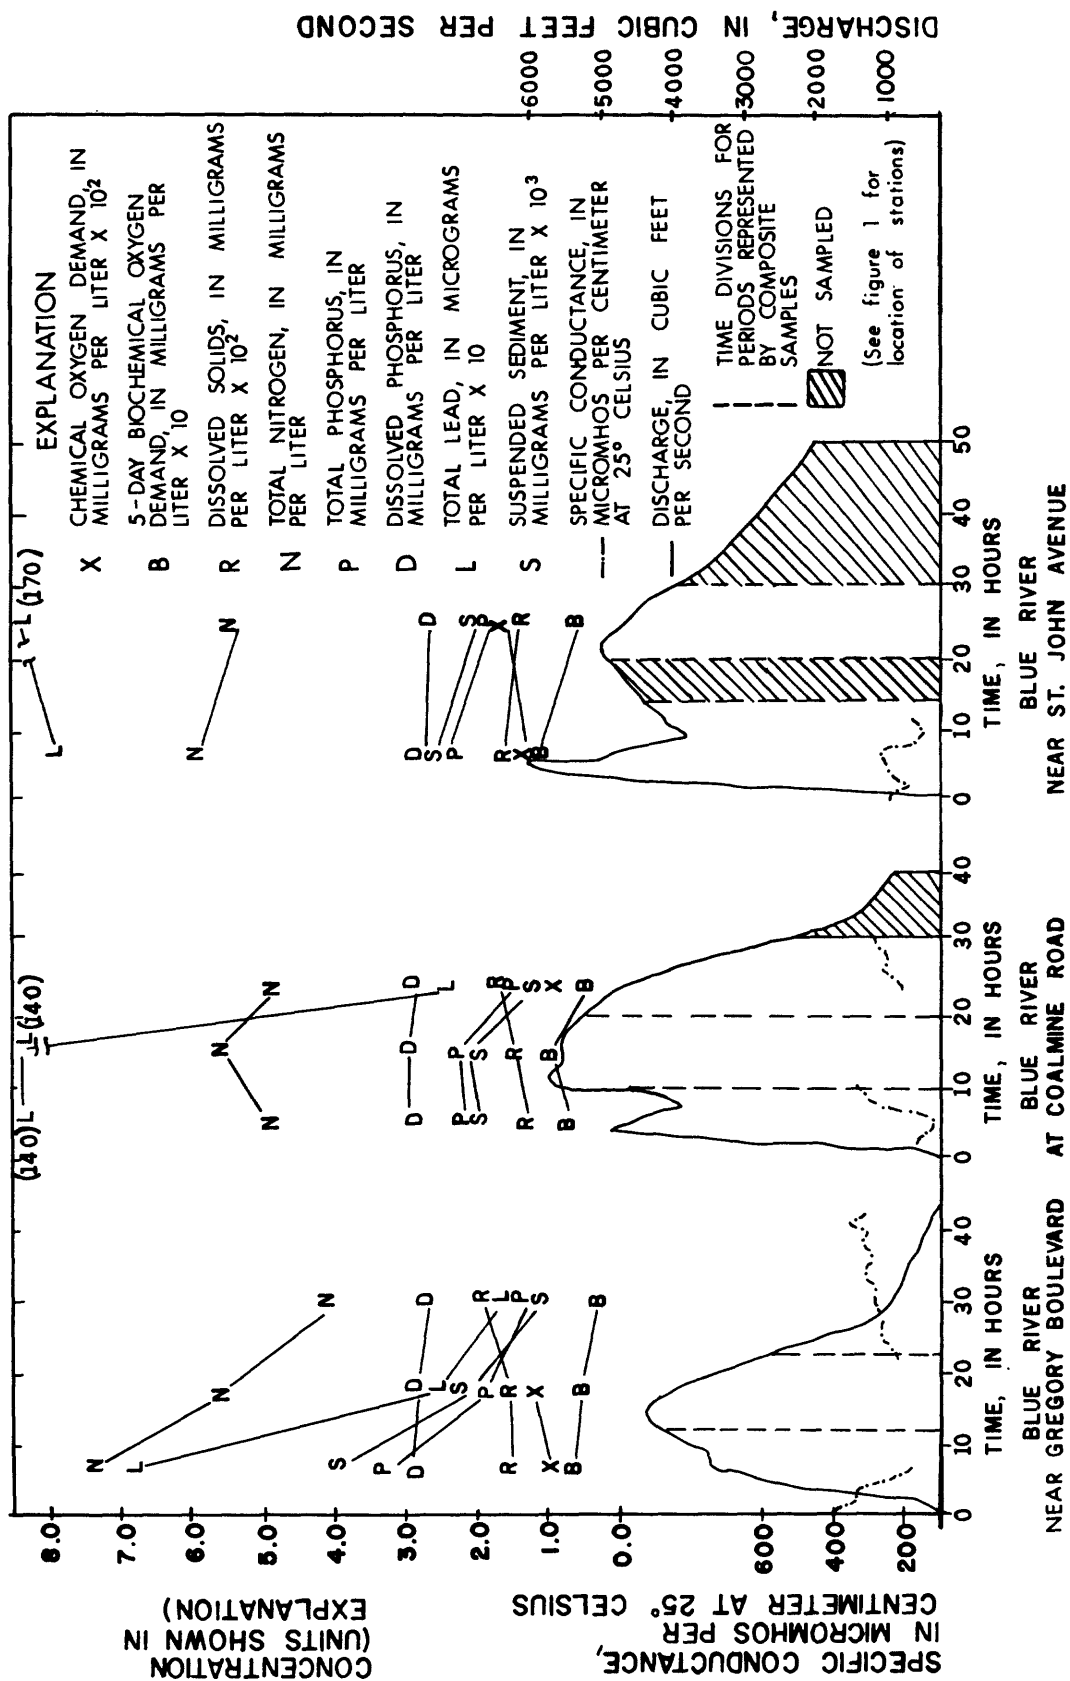 CONCENTRATION
(UNITS SHOWN IN
EXPLANATION)
8.0
7.0
6.0
5.0
4.0
3.0
2.0
1.0
0.0
SPECIFIC CONDUCTANCE,
IN MICROMHOS PER
CENTIMETER AT 25° CELSIUS
600
400
200
N
N
N
L
L
L
S
S
S
P
P
P
D
D
D
R
R
R
X
X
B
B
B
0 10 20 30 40
TIME, IN HOURS
BLUE RIVER
NEAR GREGORY BOULEVARD
(140) L
L (140)
L
N
N
N
D
D
D
P
P
P
S
S
S
R
R
R
X
B
B
B
0 10 20 30 40
TIME, IN HOURS
BLUE RIVER
AT COALMINE ROAD
L
L (170)
N
N
D
D
S
S
P
P
R
R
X
X
B
B
0 10 20 30 40 50
TIME, IN HOURS
BLUE RIVER
NEAR ST. JOHN AVENUE
EXPLANATION
X CHEMICAL OXYGEN DEMAND, IN
MILLIGRAMS PER LITER X 10²
B 5-DAY BIOCHEMICAL OXYGEN
DEMAND, IN MILLIGRAMS PER
LITER X 10
R DISSOLVED SOLIDS, IN MILLIGRAMS
PER LITER X 10²
N TOTAL NITROGEN, IN MILLIGRAMS
PER LITER
P TOTAL PHOSPHORUS, IN
MILLIGRAMS PER LITER
D DISSOLVED PHOSPHORUS, IN
MILLIGRAMS PER LITER
L TOTAL LEAD, IN MICROGRAMS
PER LITER X 10
S SUSPENDED SEDIMENT, IN
MILLIGRAMS PER LITER X 10³
SPECIFIC CONDUCTANCE, IN
MICROMHOS PER CENTIMETER
AT 25° CELSIUS
DISCHARGE, IN CUBIC FEET
PER SECOND
TIME DIVISIONS FOR
PERIODS REPRESENTED
BY COMPOSITE
SAMPLES
NOT SAMPLED
(See figure 1 for
location of stations)
6000
5000
4000
3000
2000
1000
DISCHARGE, IN CUBIC FEET PER SECOND